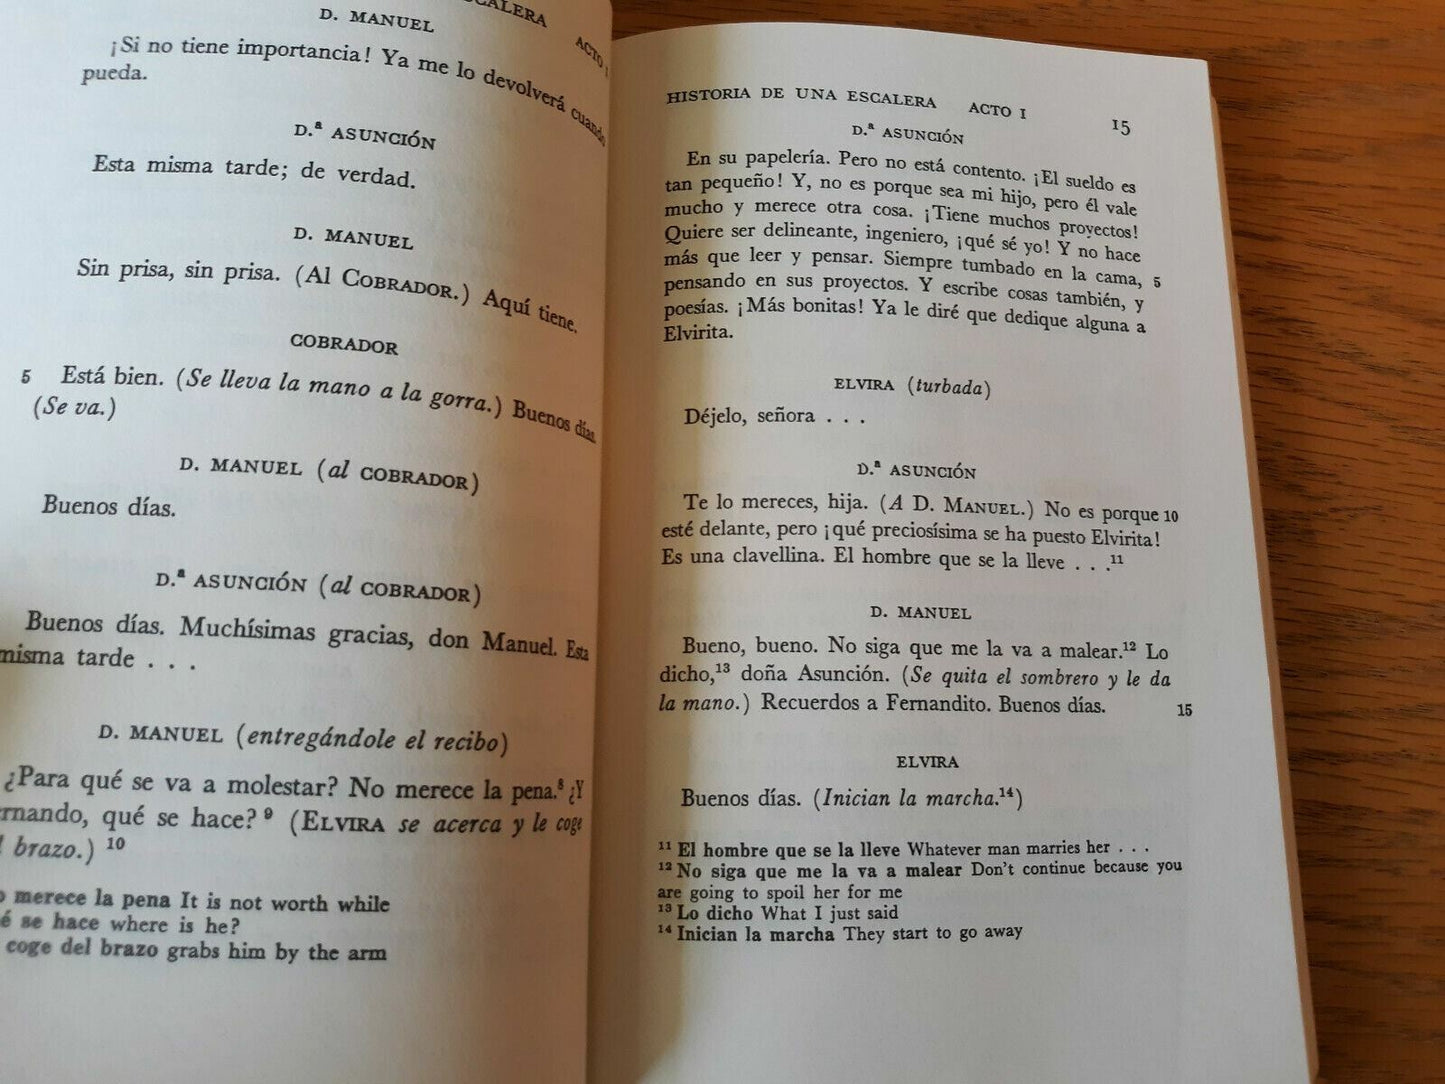 ESCALERA ACTO I
D. MANUEL
¡Si no tiene importancia! Ya me lo devolverá cuando
pueda.
D.ª ASUNCIÓN
Esta misma tarde; de verdad.
D. MANUEL
Sin prisa, sin prisa. (Al COBRADOR.) Aquí tiene.
COBRADOR
5 Está bien. (Se lleva la mano a la gorra.) Buenos días.
(Se va.)
D. MANUEL (al COBRADOR)
Buenos días.
D.ª ASUNCIÓN (al COBRADOR)
Buenos días. Muchísimas gracias, don Manuel. Esta
misma tarde . . .
D. MANUEL (entregándole el recibo)
¿Para qué se va a molestar? No merece la pena.⁸ ¿Y
rnando, qué se hace?⁹ (ELVIRA se acerca y le coge
l brazo.) ¹⁰
o merece la pena It is not worth while
é se hace where is he?
coge del brazo grabs him by the arm
HISTORIA DE UNA ESCALERA ACTO I 15
D.ª ASUNCIÓN
En su papelería. Pero no está contento. ¡El sueldo es
tan pequeño! Y, no es porque sea mi hijo, pero él vale
mucho y merece otra cosa. ¡Tiene muchos proyectos!
Quiere ser delineante, ingeniero, ¡qué sé yo! Y no hace
más que leer y pensar. Siempre tumbado en la cama, 5
pensando en sus proyectos. Y escribe cosas también, y
poesías. ¡Más bonitas! Ya le diré que dedique alguna a
Elvirita.
ELVIRA (turbada)
Déjelo, señora . . .
D.ª ASUNCIÓN
Te lo mereces, hija. (A D. MANUEL.) No es porque 10
esté delante, pero ¡qué preciosísima se ha puesto Elvirita!
Es una clavellina. El hombre que se la lleve . . .¹¹
D. MANUEL
Bueno, bueno. No siga que me la va a malear.¹² Lo
dicho,¹³ doña Asunción. (Se quita el sombrero y le da
la mano.) Recuerdos a Fernandito. Buenos días. 15
ELVIRA
Buenos días. (Inician la marcha.¹⁴)
¹¹ El hombre que se la lleve Whatever man marries her . . .
¹² No siga que me la va a malear Don't continue because you
are going to spoil her for me
¹³ Lo dicho What I just said
¹⁴ Inician la marcha They start to go away